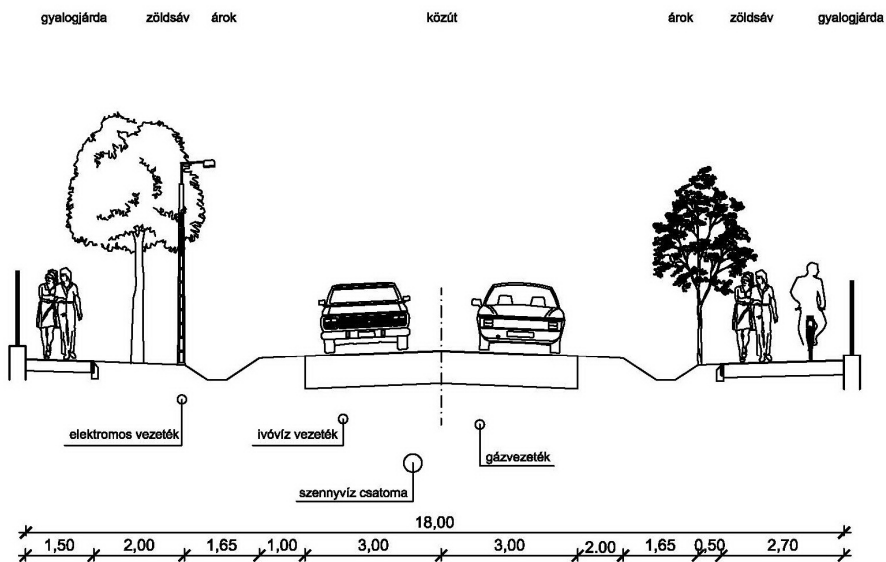 gyalogjárda zöldsáv árok közút árok zöldsáv gyalogjárda
elektromos vezeték
ivóvíz vezeték
gázvezeték
szennyvíz csatoma
18,00
1,50 2,00 1,65 1,00 3,00 3,00 2.00 1,65 0,50 2,70